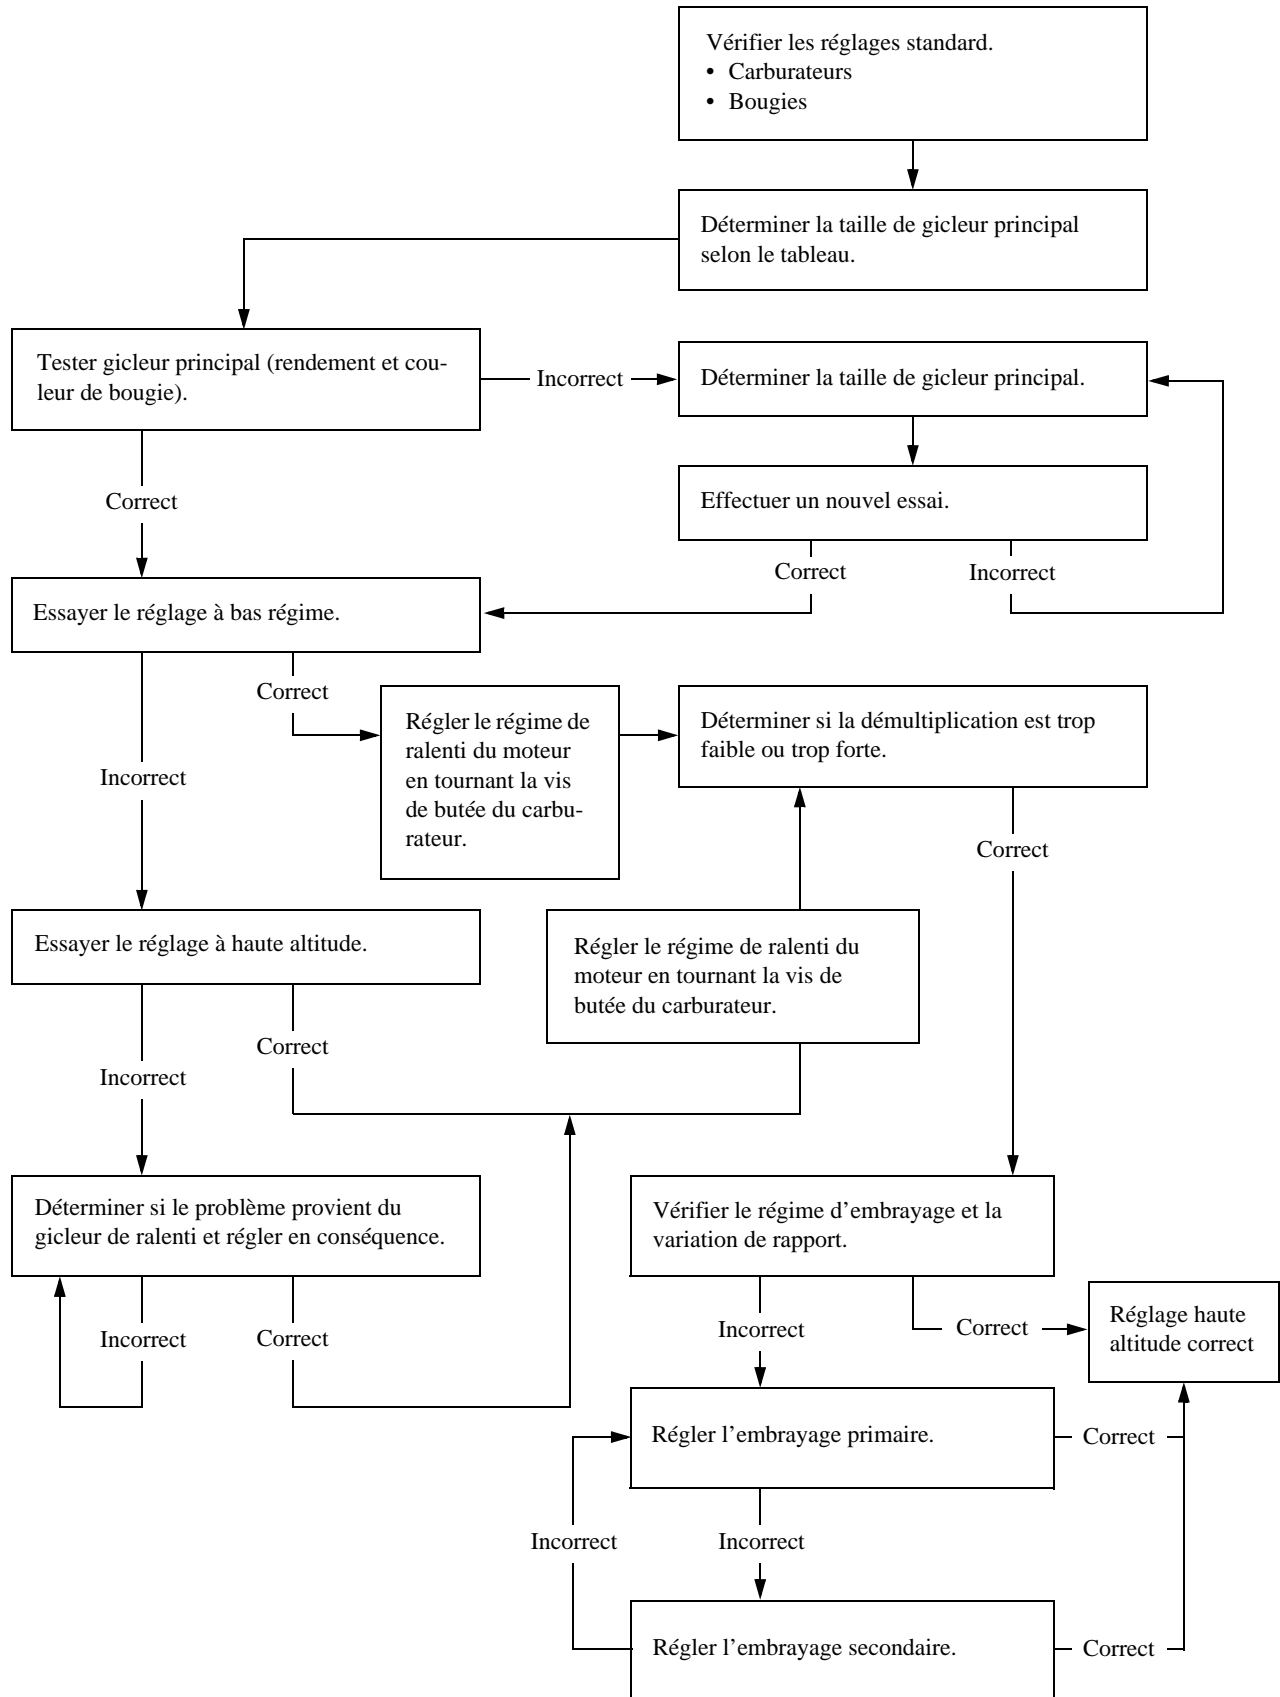 Vérifier les réglages standard.
• Carburateurs
• Bougies
Déterminer la taille de gicleur principal
selon le tableau.
Tester gicleur principal (rendement et cou-
leur de bougie).
Incorrect
Déterminer la taille de gicleur principal.
Correct
Effectuer un nouvel essai.
Correct
Incorrect
Essayer le réglage à bas régime.
Correct
Régler le régime de
ralenti du moteur
en tournant la vis
de butée du carbu-
rateur.
Déterminer si la démultiplication est trop
faible ou trop forte.
Incorrect
Correct
Essayer le réglage à haute altitude.
Régler le régime de ralenti du
moteur en tournant la vis de
butée du carburateur.
Correct
Incorrect
Déterminer si le problème provient du
gicleur de ralenti et régler en conséquence.
Vérifier le régime d’embrayage et la
variation de rapport.
Incorrect
Correct
Incorrect
Correct
Réglage haute
altitude correct
Régler l’embrayage primaire.
Correct
Incorrect
Incorrect
Régler l’embrayage secondaire.
Correct